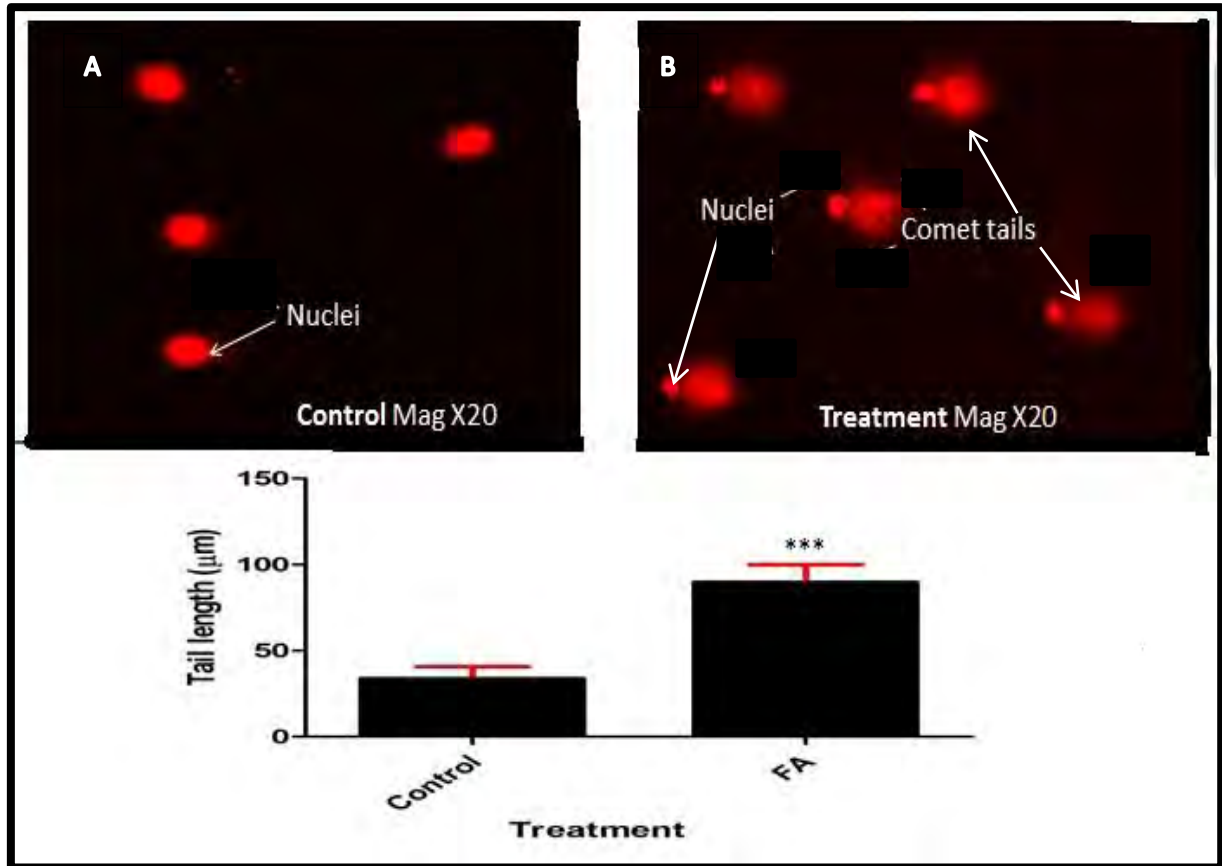 A
B
Nuclei
Comet tails
Nuclei
Control Mag X20
Treatment Mag X20
150
100
50
0
Tail length (µm)
***
Control
FA
Treatment